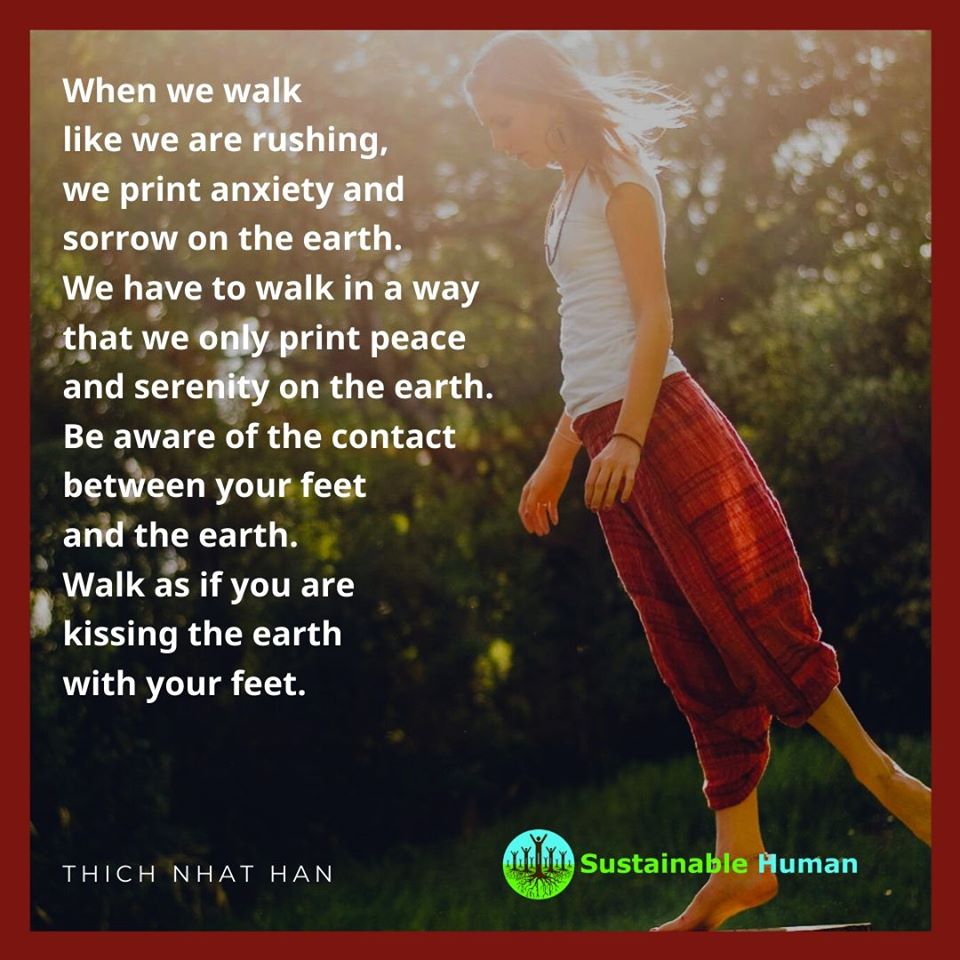 When we walk
like we are rushing,
we print anxiety and
sorrow on the earth.
We have to walk in a way
that we only print peace
and serenity on the earth.
Be aware of the contact
between your feet
and the earth.
Walk as if you are
kissing the earth
with your feet.
THICH NHAT HAN
Sustainable Human